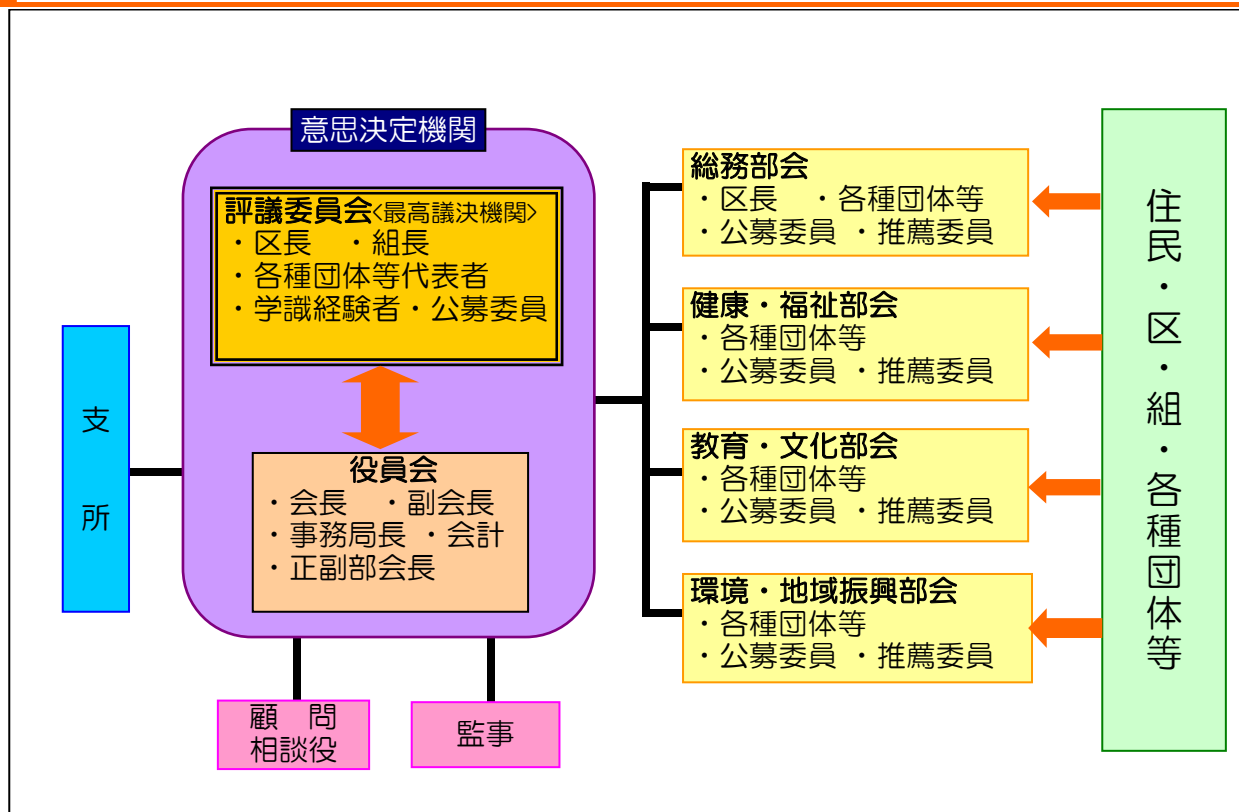 意思決定機関
評議委員会<最高議決機関>
・区長 ・組長
・各種団体等代表者
・学識経験者・公募委員
役員会
・会長 ・副会長
・事務局長 ・会計
・正副部会長
支所
顧 問
相談役
監事
総務部会
・区長 ・各種団体等
・公募委員 ・推薦委員
健康・福祉部会
・各種団体等
・公募委員 ・推薦委員
教育・文化部会
・各種団体等
・公募委員 ・推薦委員
環境・地域振興部会
・各種団体等
・公募委員 ・推薦委員
住民・区・組・各種団体等